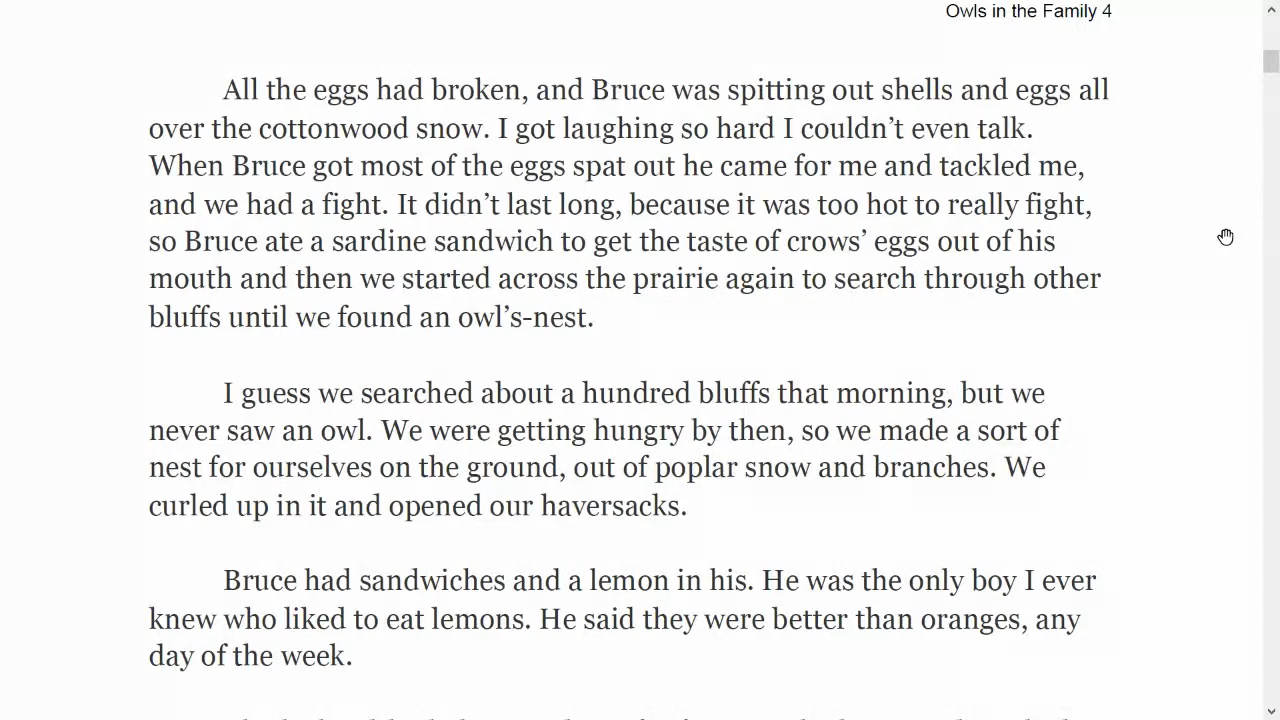 Owls in the Family 4
All the eggs had broken, and Bruce was spitting out shells and eggs all
over the cottonwood snow. I got laughing so hard I couldn’t even talk.
When Bruce got most of the eggs spat out he came for me and tackled me,
and we had a fight. It didn’t last long, because it was too hot to really fight,
so Bruce ate a sardine sandwich to get the taste of crows’ eggs out of his
mouth and then we started across the prairie again to search through other
bluffs until we found an owl’s-nest.
I guess we searched about a hundred bluffs that morning, but we
never saw an owl. We were getting hungry by then, so we made a sort of
nest for ourselves on the ground, out of poplar snow and branches. We
curled up in it and opened our haversacks.
Bruce had sandwiches and a lemon in his. He was the only boy I ever
knew who liked to eat lemons. He said they were better than oranges, any
day of the week.